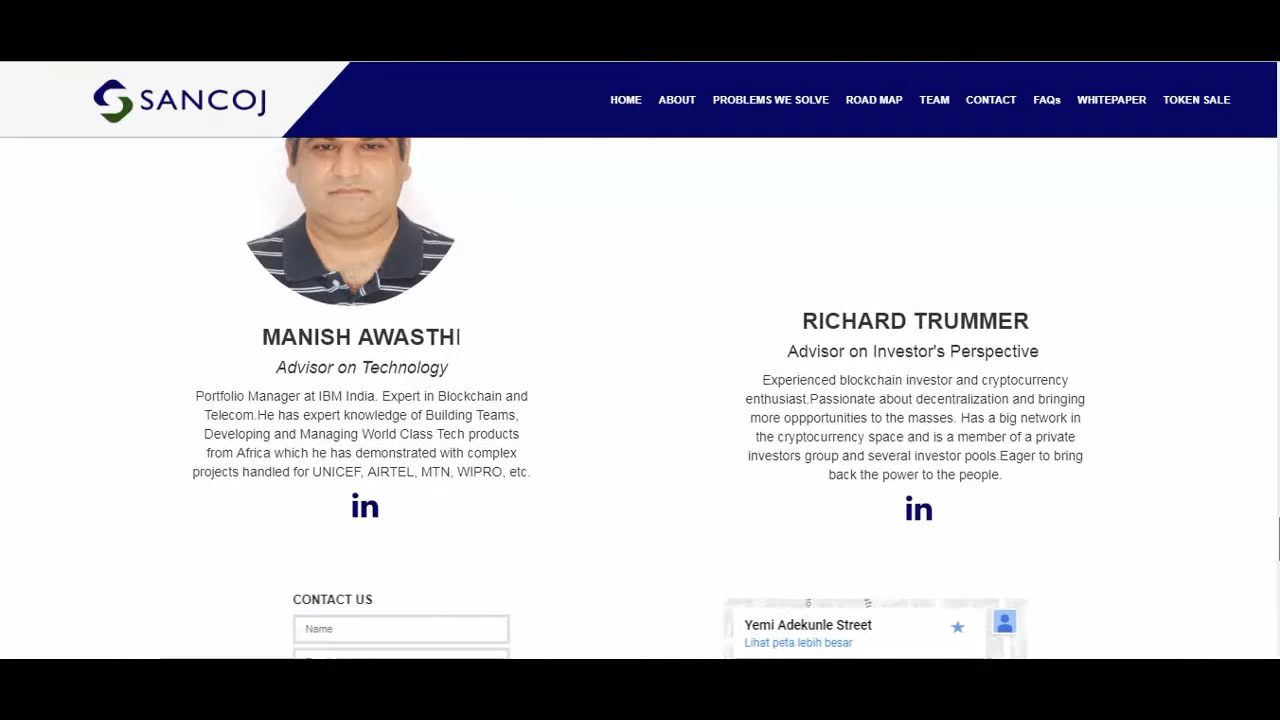 SANCOJ
HOME ABOUT PROBLEMS WE SOLVE ROAD MAP TEAM CONTACT FAQs WHITEPAPER TOKEN SALE
MANISH AWASTHI
Advisor on Technology
Portfolio Manager at IBM India. Expert in Blockchain and
Telecom.He has expert knowledge of Building Teams,
Developing and Managing World Class Tech products
from Africa which he has demonstrated with complex
projects handled for UNICEF, AIRTEL, MTN, WIPRO, etc.
in
RICHARD TRUMMER
Advisor on Investor's Perspective
Experienced blockchain investor and cryptocurrency
enthusiast.Passionate about decentralization and bringing
more oppportunities to the masses. Has a big network in
the cryptocurrency space and is a member of a private
investors group and several investor pools.Eager to bring
back the power to the people.
in
CONTACT US
Name
Yemi Adekunle Street
Lihat peta lebih besar